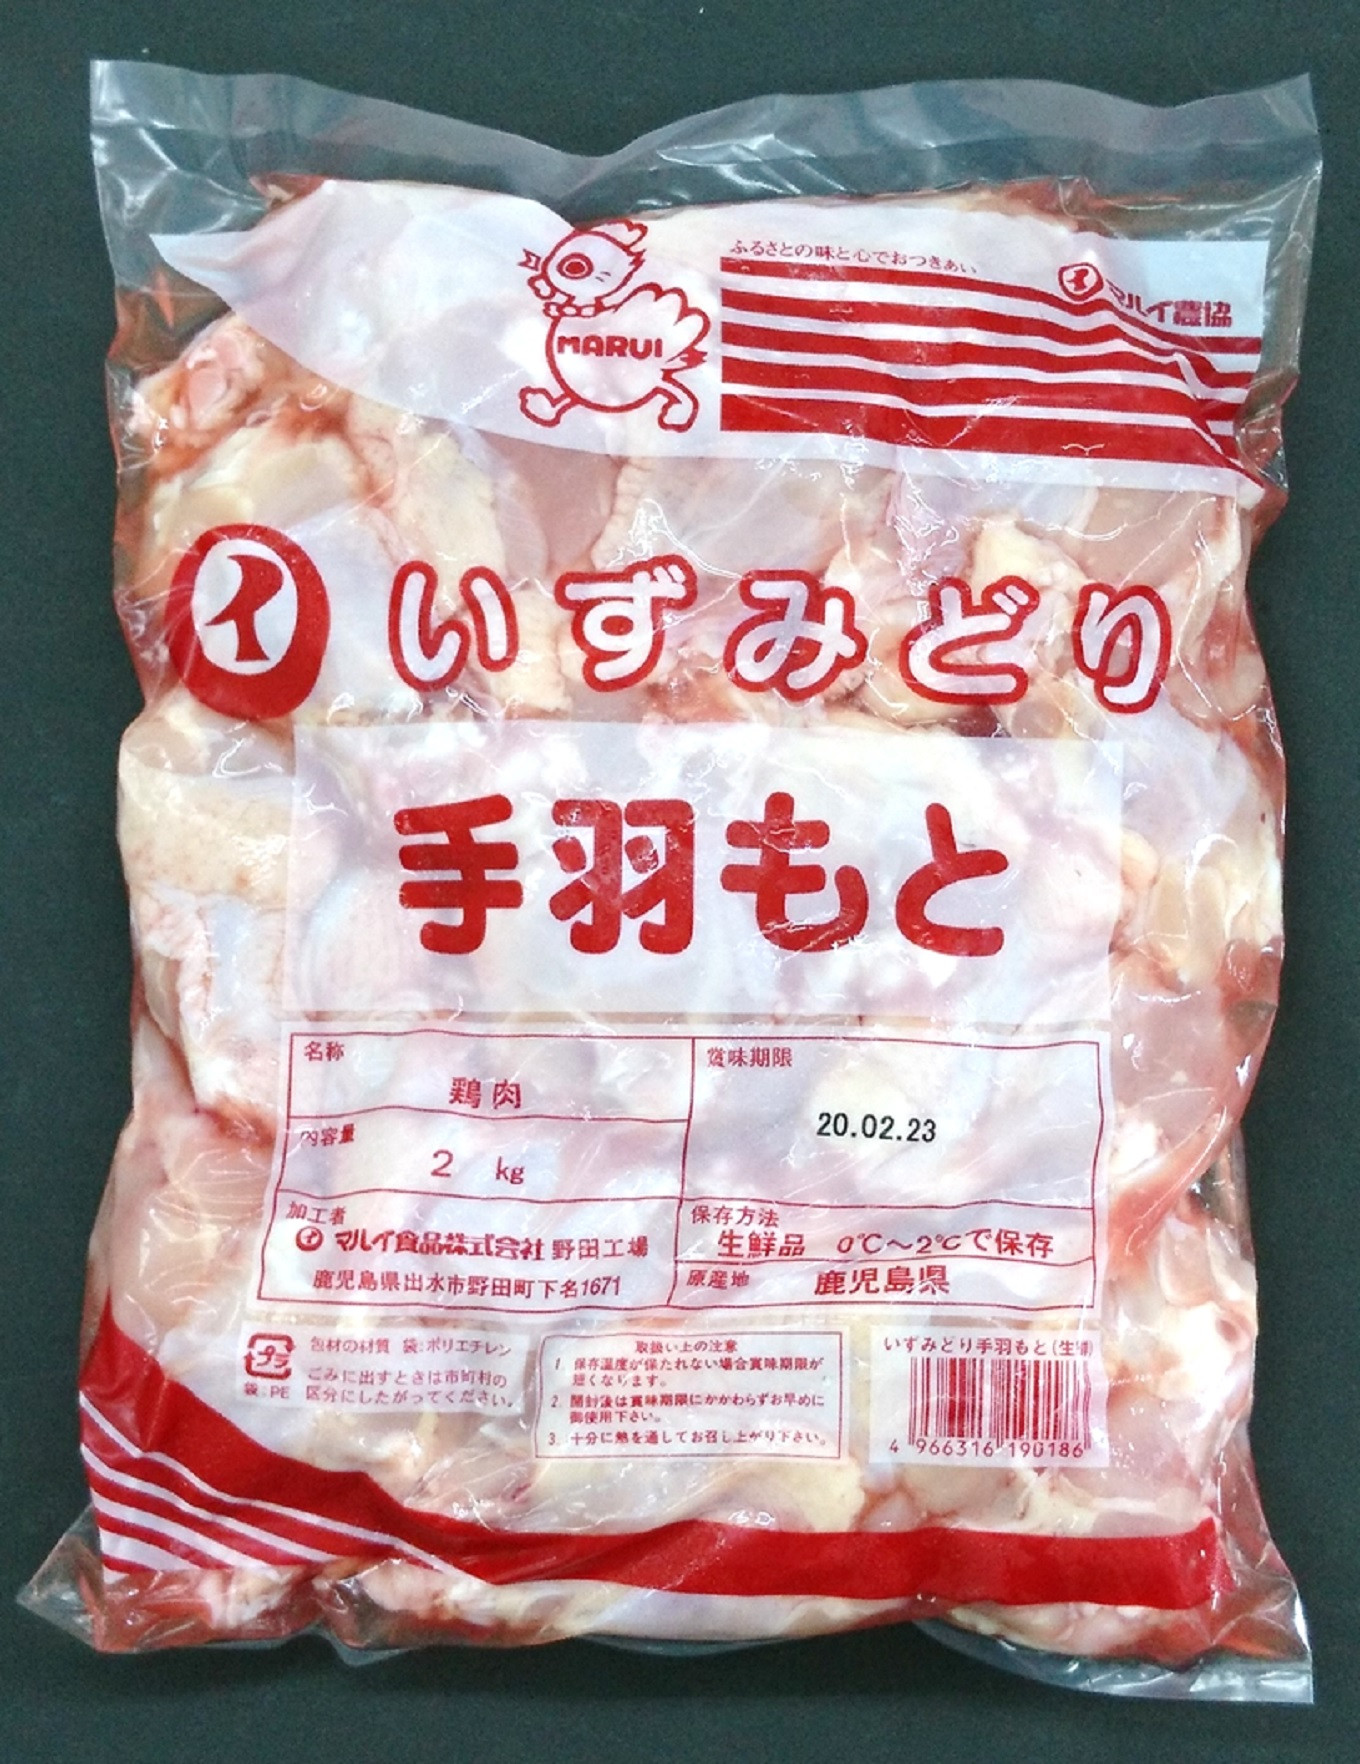 ふるさとの味と心でおつきあい
イ マルイ農協
MARUI
イ いずみどり
手羽もと
名称
鶏肉
賞味期限
20.02.23
内容量
2 kg
加工者
イ マルイ食品株式会社 野田工場
鹿児島県出水市野田町下名1671
保存方法
生鮮品 0℃〜2℃で保存
原産地 鹿児島県
プラ
袋:PE
包材の材質 袋:ポリエチレン
ごみに出すときは市町村の
区分にしたがってください。
取扱い上の注意
1. 保存温度が保たれない場合賞味期限が
短くなります。
2. 開封後は賞味期限にかかわらずお早めに
御使用下さい。
3. 十分に熱を通してお召し上がり下さい。
いずみどり手羽もと(生鮮)
4 966316 190186